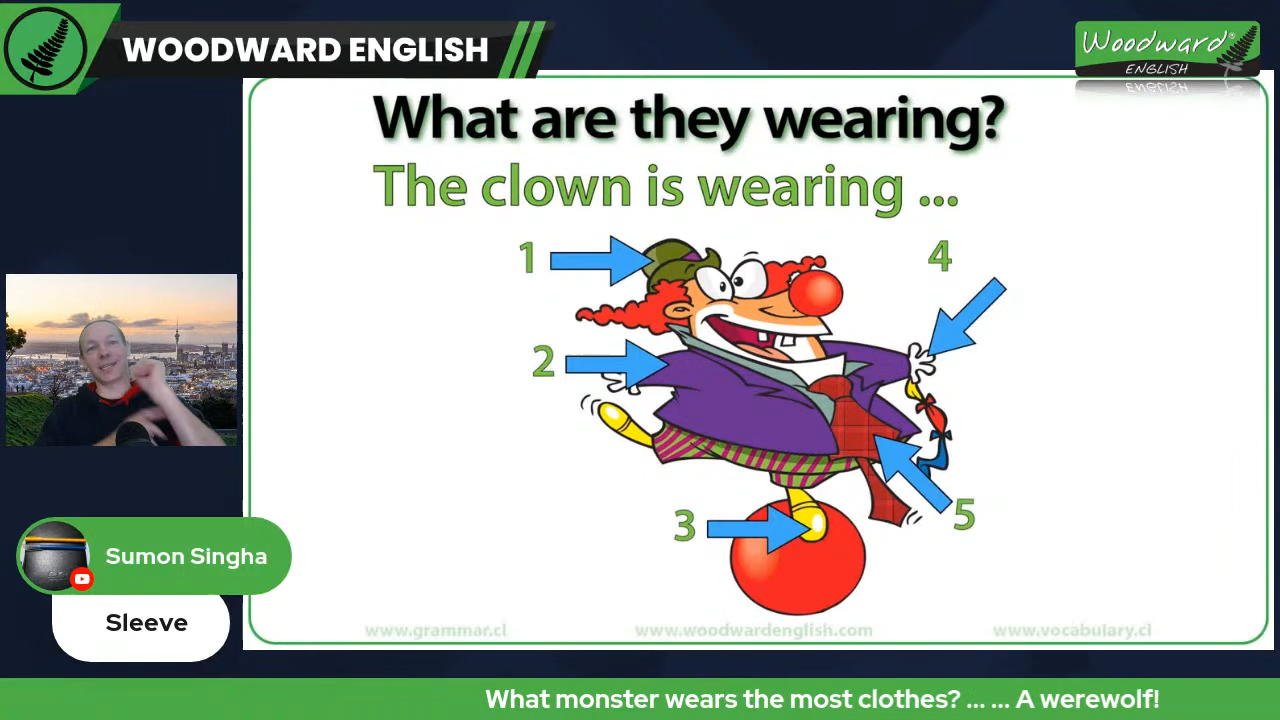 WOODWARD ENGLISH
Woodward®
ENGLISH
What are they wearing?
The clown is wearing ...
1
4
2
3
5
Sumon Singha
Sleeve
www.grammar.cl
www.woodwardenglish.com
www.vocabulary.cl
What monster wears the most clothes? ... ... A werewolf!